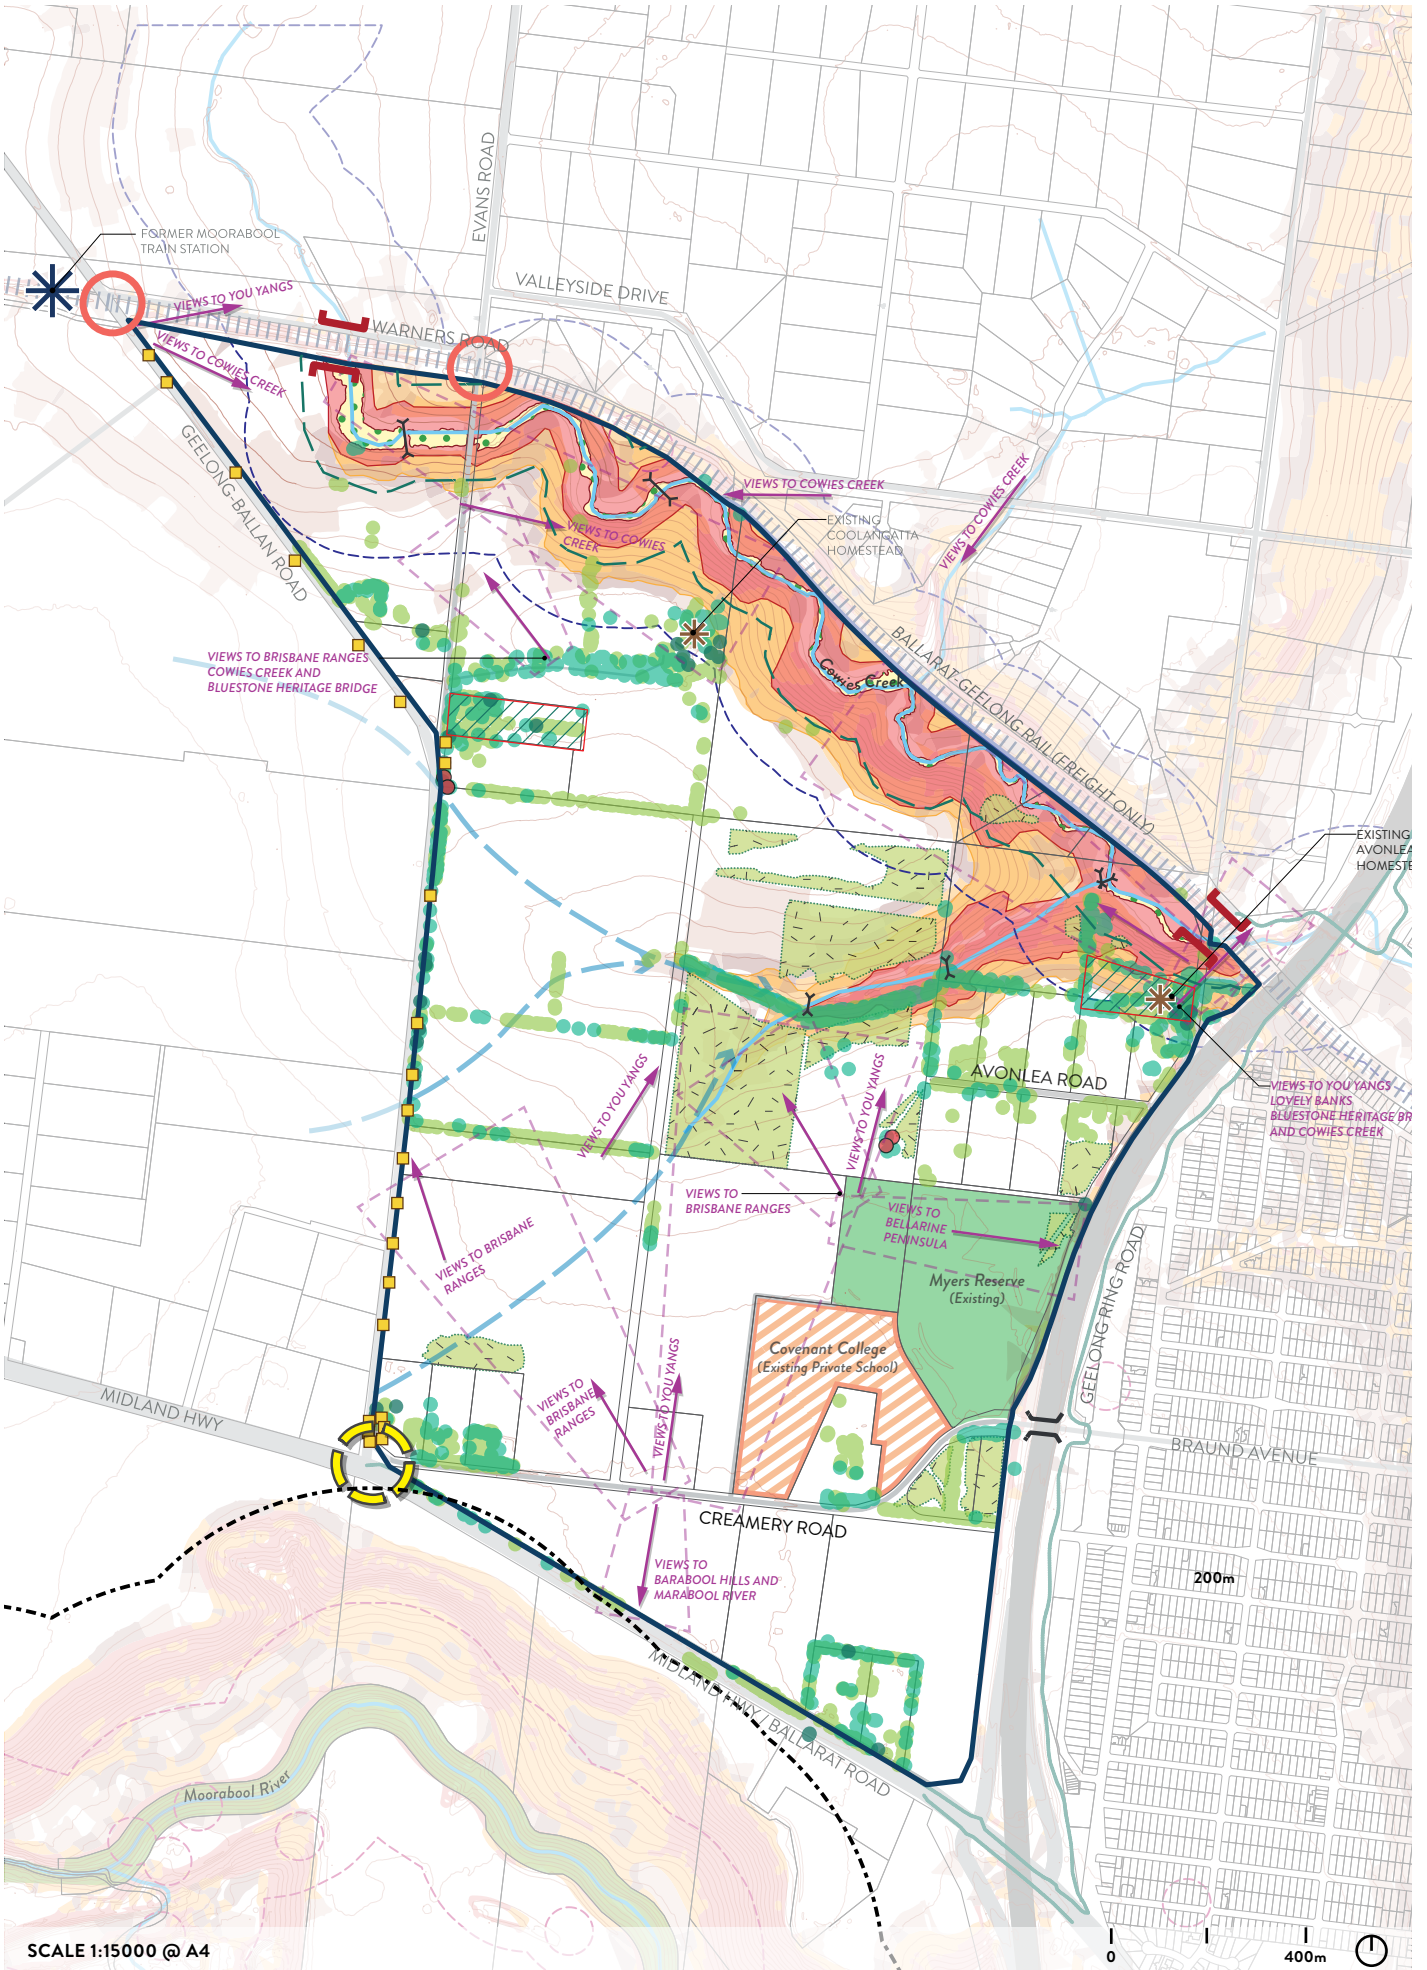 EVANS ROAD
FORMER MOORABOOL
TRAIN STATION
VIEWS TO YOU YANGS
VALLEYSIDE DRIVE
WARNERS ROAD
VIEWS TO COWIES CREEK
GEELONG-BALLAN ROAD
VIEWS TO COWIES CREEK
VIEWS TO COWIES CREEK
VIEWS TO COWIES
CREEK
EXISTING
COOLANGATTA
HOMESTEAD
BALLARAT-GEELONG RAIL (FREIGHT ONLY)
VIEWS TO BRISBANE RANGES
COWIES CREEK AND
BLUESTONE HERITAGE BRIDGE
Cowies Creek
EXISTING
AVONLEA
HOMESTE
VIEWS TO YOU YANGS
VIEWS TO YOU YANGS
AVONLEA ROAD
VIEWS TO YOU YANGS
LOVELY BANKS
BLUESTONE HERITAGE BR
AND COWIES CREEK
VIEWS TO
BRISBANE RANGES
VIEWS TO
BELLARINE
PENINSULA
VIEWS TO BRISBANE
RANGES
Myers Reserve
(Existing)
GEELONG RING ROAD
Covenant College
(Existing Private School)
VIEWS TO
BRISBANE
RANGES
VIEWS TO YOU YANGS
MIDLAND HWY
BRAUND AVENUE
CREAMERY ROAD
VIEWS TO
BARABOOL HILLS AND
MARABOOL RIVER
200m
MIDLAND HWY / BALLARAT ROAD
Moorabool River
SCALE 1:15000 @ A4
0
400m